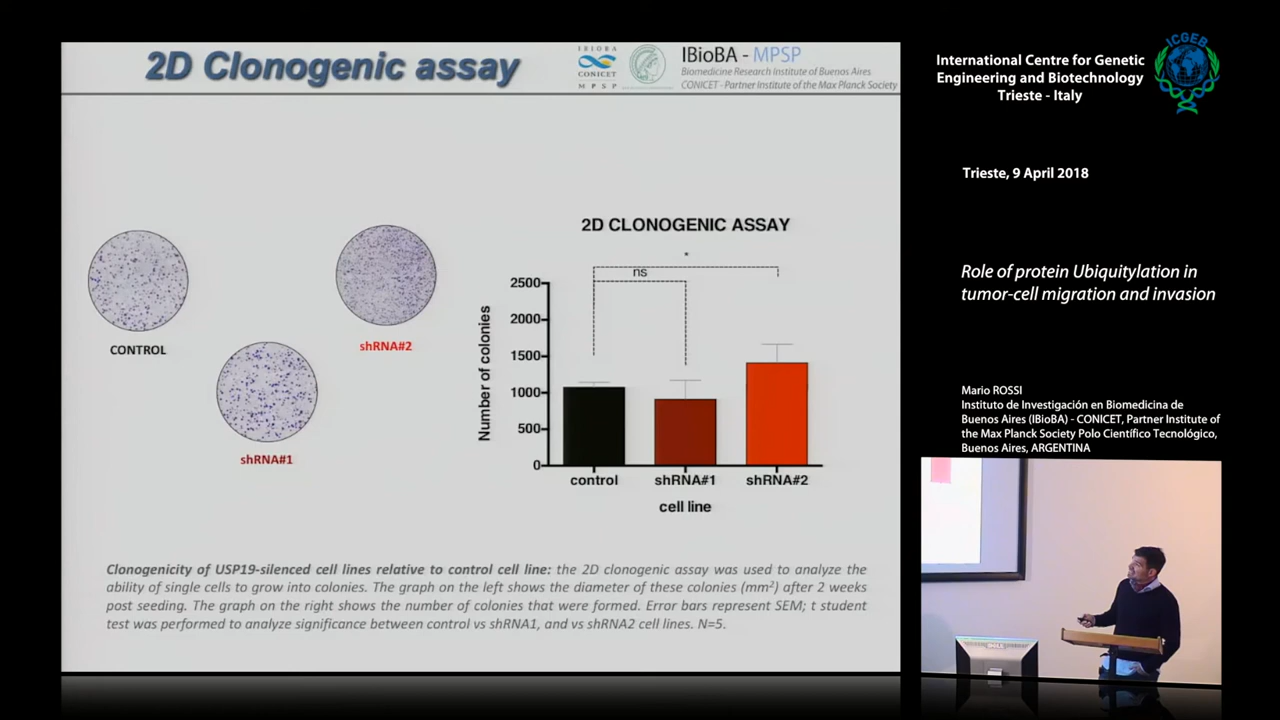 2D Clonogenic assay
IBIOBA
CONICET
MPSP
IBioBA - MPSP
Biomedicine Research Institute of Buenos Aires
CONICET - Partner Institute of the Max Planck Society
CONTROL
shRNA#2
shRNA#1
2D CLONOGENIC ASSAY
*
ns
2500
2000
1500
1000
500
0
Number of colonies
control shRNA#1 shRNA#2
cell line
Clonogenicity of USP19-silenced cell lines relative to control cell line: the 2D clonogenic assay was used to analyze the
ability of single cells to grow into colonies. The graph on the left shows the diameter of these colonies (mm²) after 2 weeks
post seeding. The graph on the right shows the number of colonies that were formed. Error bars represent SEM; t student
test was performed to analyze significance between control vs shRNA1, and vs shRNA2 cell lines. N=5.
International Centre for Genetic
Engineering and Biotechnology
Trieste - Italy
ICGEB
Trieste, 9 April 2018
Role of protein Ubiquitylation in
tumor-cell migration and invasion
Mario ROSSI
Instituto de Investigación en Biomedicina de
Buenos Aires (IBioBA) - CONICET, Partner Institute of
the Max Planck Society Polo Científico Tecnológico,
Buenos Aires, ARGENTINA